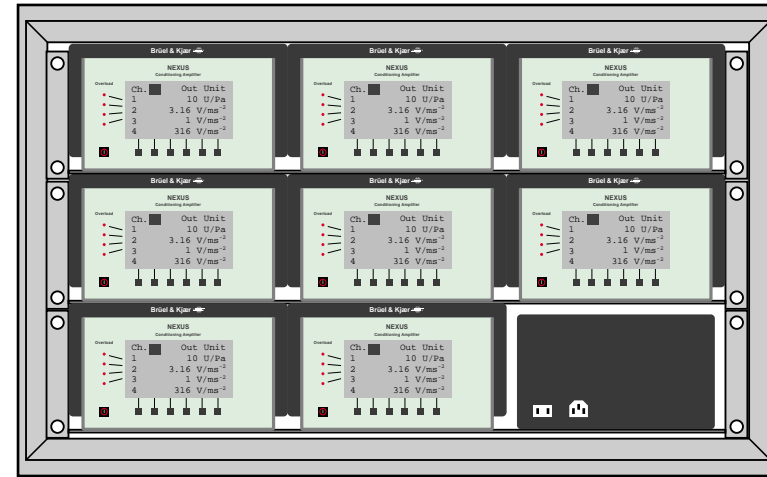 Brüel & Kjær
NEXUS
Conditioning Amplifier
Overload
Ch. Out Unit
1 10 U/Pa
2 3.16 V/ms⁻²
3 1 V/ms⁻²
4 316 V/ms⁻²
Brüel & Kjær
NEXUS
Conditioning Amplifier
Overload
Ch. Out Unit
1 10 U/Pa
2 3.16 V/ms⁻²
3 1 V/ms⁻²
4 316 V/ms⁻²
Brüel & Kjær
NEXUS
Conditioning Amplifier
Overload
Ch. Out Unit
1 10 U/Pa
2 3.16 V/ms⁻²
3 1 V/ms⁻²
4 316 V/ms⁻²
Brüel & Kjær
NEXUS
Conditioning Amplifier
Overload
Ch. Out Unit
1 10 U/Pa
2 3.16 V/ms⁻²
3 1 V/ms⁻²
4 316 V/ms⁻²
Brüel & Kjær
NEXUS
Conditioning Amplifier
Overload
Ch. Out Unit
1 10 U/Pa
2 3.16 V/ms⁻²
3 1 V/ms⁻²
4 316 V/ms⁻²
Brüel & Kjær
NEXUS
Conditioning Amplifier
Overload
Ch. Out Unit
1 10 U/Pa
2 3.16 V/ms⁻²
3 1 V/ms⁻²
4 316 V/ms⁻²
Brüel & Kjær
NEXUS
Conditioning Amplifier
Overload
Ch. Out Unit
1 10 U/Pa
2 3.16 V/ms⁻²
3 1 V/ms⁻²
4 316 V/ms⁻²
Brüel & Kjær
NEXUS
Conditioning Amplifier
Overload
Ch. Out Unit
1 10 U/Pa
2 3.16 V/ms⁻²
3 1 V/ms⁻²
4 316 V/ms⁻²